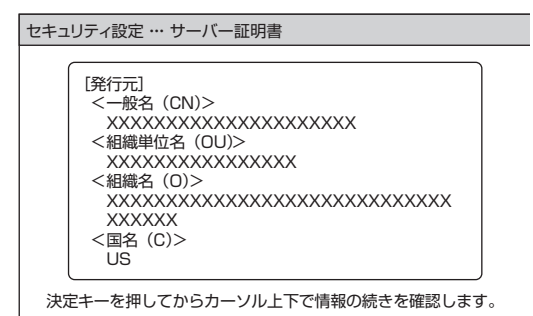 セキュリティ設定 … サーバー証明書
[発行元]
＜一般名（CN)＞
XXXXXXXXXXXXXXXXXXXXX
＜組織単位名（OU)＞
XXXXXXXXXXXXXXXX
＜組織名（O)＞
XXXXXXXXXXXXXXXXXXXXXXXXXXXXX
XXXXXX
＜国名（C)＞
US
決定キーを押してからカーソル上下で情報の続きを確認します。